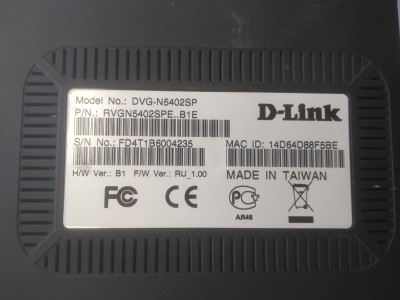 Model No.: DVG-N5402SP
P/N.: RVGN5402SPE..B1E
D-Link
S/N No.: FD4T1B6004235
MAC ID: 14D64D88F5BE
H/W Ver.: B1 F/W Ver.: RU_1.00
MADE IN TAIWAN
FC CE
AR46